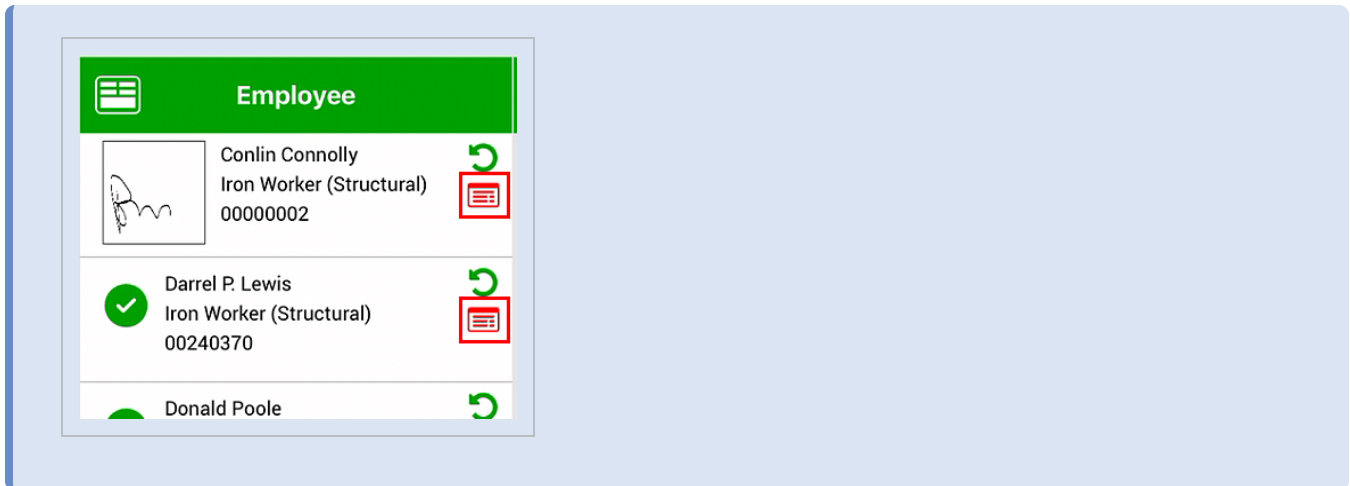 Employee
Conlin Connolly
Iron Worker (Structural)
00000002
Darrel P. Lewis
Iron Worker (Structural)
00240370
Donald Poole